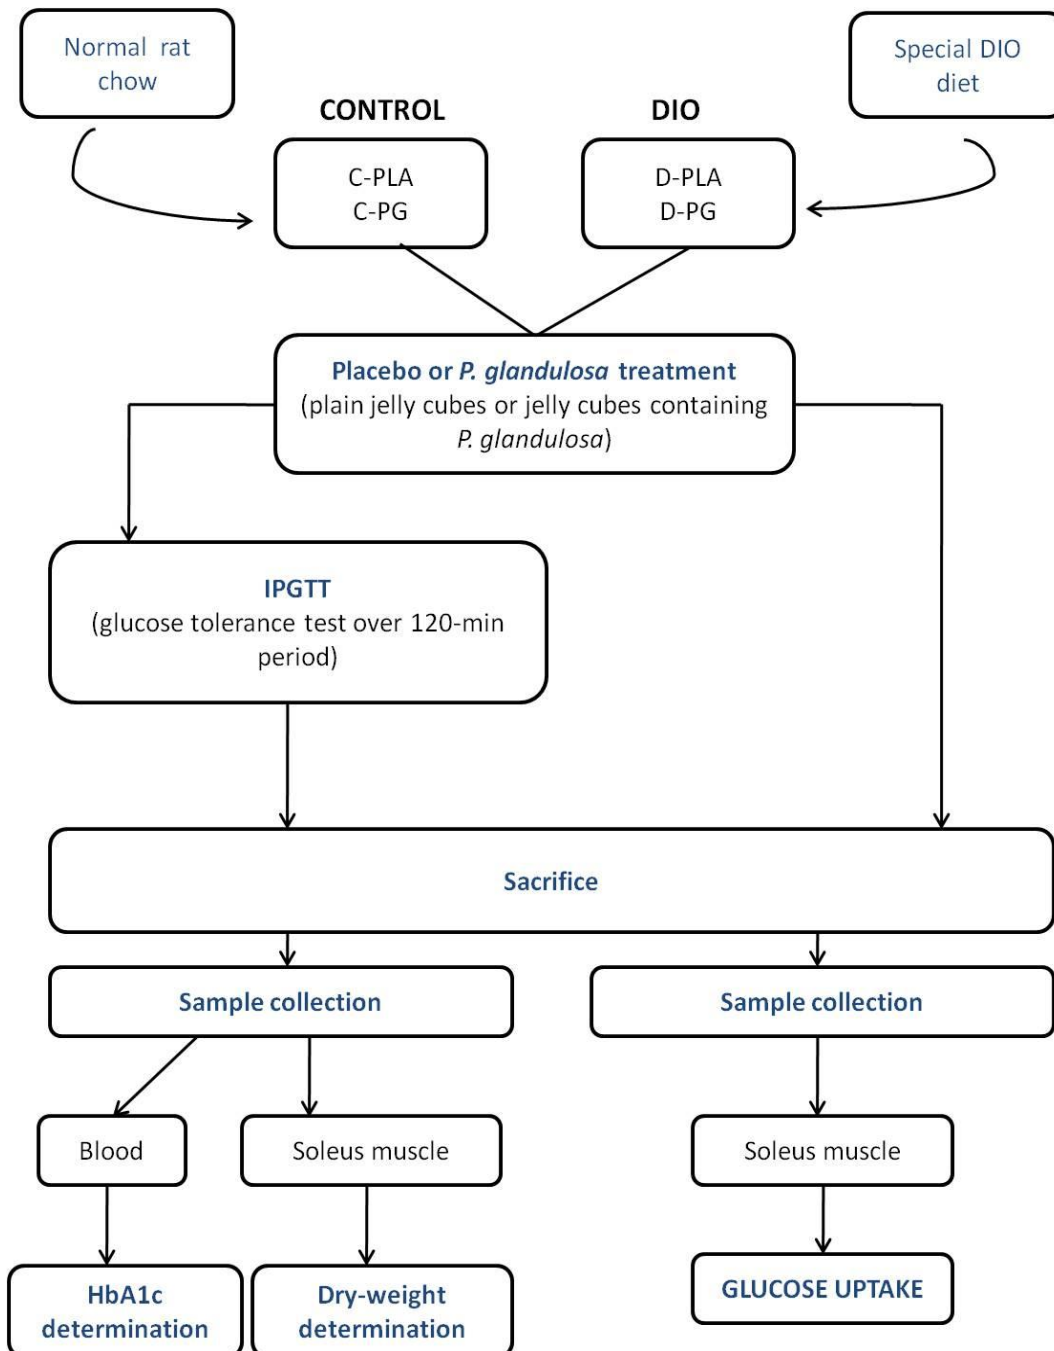 Normal rat
chow
Special DIO
diet
CONTROL
DIO
C-PLA
C-PG
D-PLA
D-PG
Placebo or P. glandulosa treatment
(plain jelly cubes or jelly cubes containing
P. glandulosa)
IPGTT
(glucose tolerance test over 120-min
period)
Sacrifice
Sample collection
Sample collection
Blood
Soleus muscle
Soleus muscle
HbA1c
determination
Dry-weight
determination
GLUCOSE UPTAKE